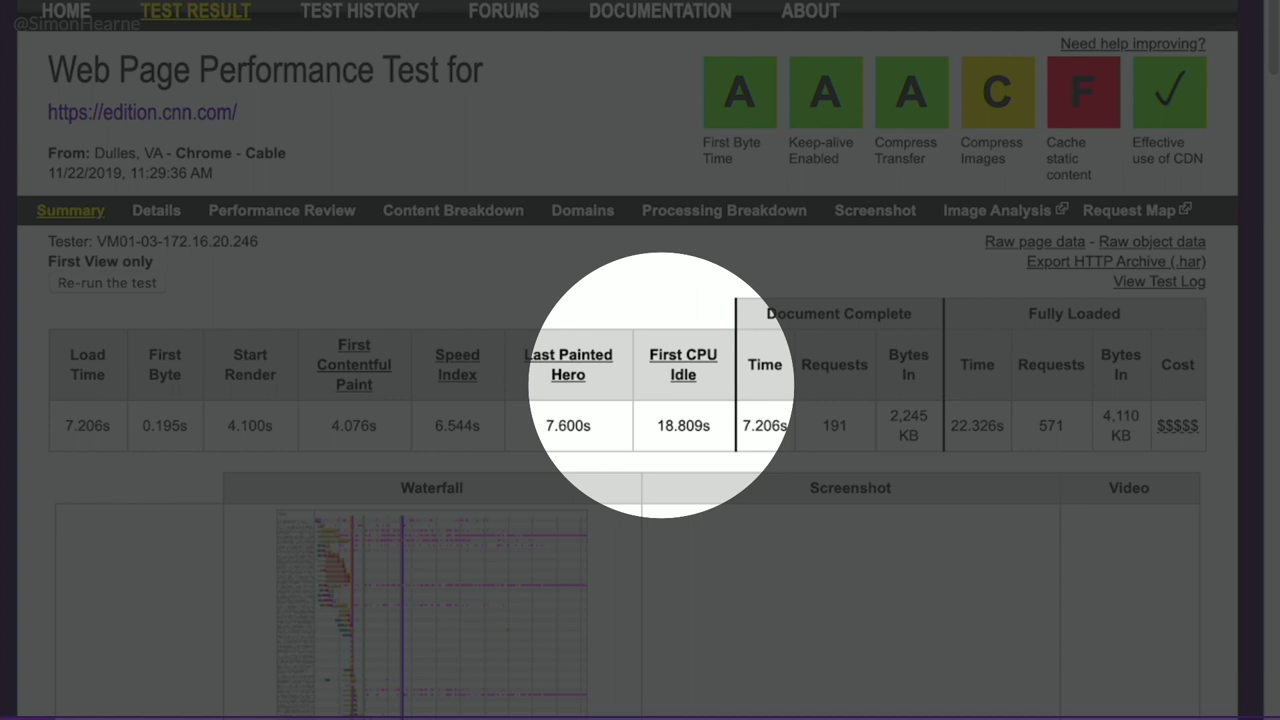 HOME TEST RESULT TEST HISTORY FORUMS DOCUMENTATION ABOUT
@SimonHearne
Need help improving?
Web Page Performance Test for
https://edition.cnn.com/
A A A C F
First Byte Time
Keep-alive Enabled
Compress Transfer
Compress Images
Cache static content
Effective use of CDN
From: Dulles, VA - Chrome - Cable
11/22/2019, 11:29:36 AM
Summary Details Performance Review Content Breakdown Domains Processing Breakdown Screenshot Image Analysis Request Map
Tester: VM01-03-172.16.20.246
First View only
Re-run the test
Raw page data - Raw object data
Export HTTP Archive (.har)
View Test Log
Document Complete Fully Loaded
Load Time First Byte Start Render First Contentful Paint Speed Index Last Painted Hero First CPU Idle Time Requests Bytes In Time Requests Bytes In Cost
7.206s 0.195s 4.100s 4.076s 6.544s 7.600s 18.809s 7.206s 191 2,245 KB 22.326s 571 4,110 KB $$$$$
Waterfall Screenshot Video